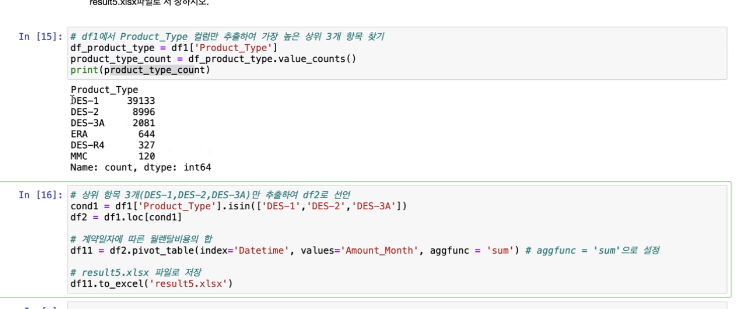 result5.xlsx파일로 저장하시오.
In [15]: # df1에서 Product_Type 컬럼만 추출하여 가장 높은 상위 3개 항목 찾기
df_product_type = df1['Product_Type']
product_type_count = df_product_type.value_counts()
print(product_type_count)
Product_Type
DES-1 39133
DES-2 8996
DES-3A 2081
ERA 644
DES-R4 327
MMC 120
Name: count, dtype: int64
In [16]: # 상위 항목 3개(DES-1,DES-2,DES-3A)만 추출하여 df2로 선언
cond1 = df1['Product_Type'].isin(['DES-1','DES-2','DES-3A'])
df2 = df1.loc[cond1]
# 계약일자에 따른 월렌탈비용의 합
df11 = df2.pivot_table(index='Datetime', values='Amount_Month', aggfunc = 'sum') # aggfunc = 'sum'으로 설정
# result5.xlsx 파일로 저장
df11.to_excel('result5.xlsx')